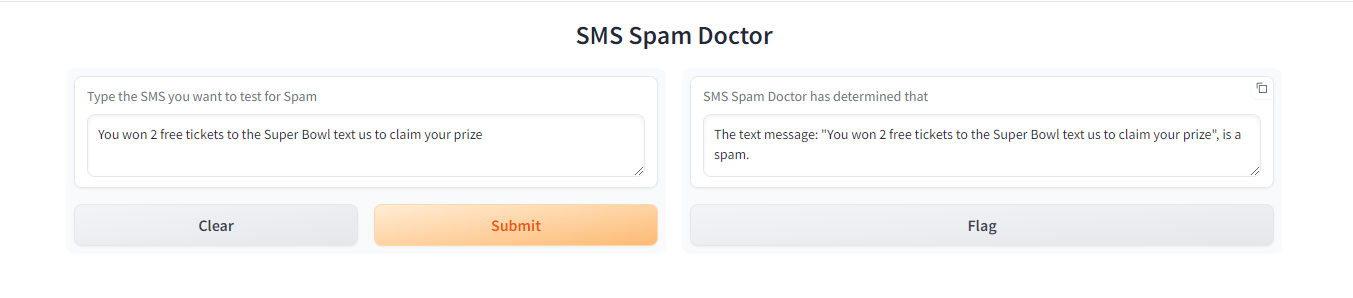 SMS Spam Doctor
Type the SMS you want to test for Spam
You won 2 free tickets to the Super Bowl text us to claim your prize
Clear
Submit
SMS Spam Doctor has determined that
The text message: "You won 2 free tickets to the Super Bowl text us to claim your prize", is a
spam.
Flag